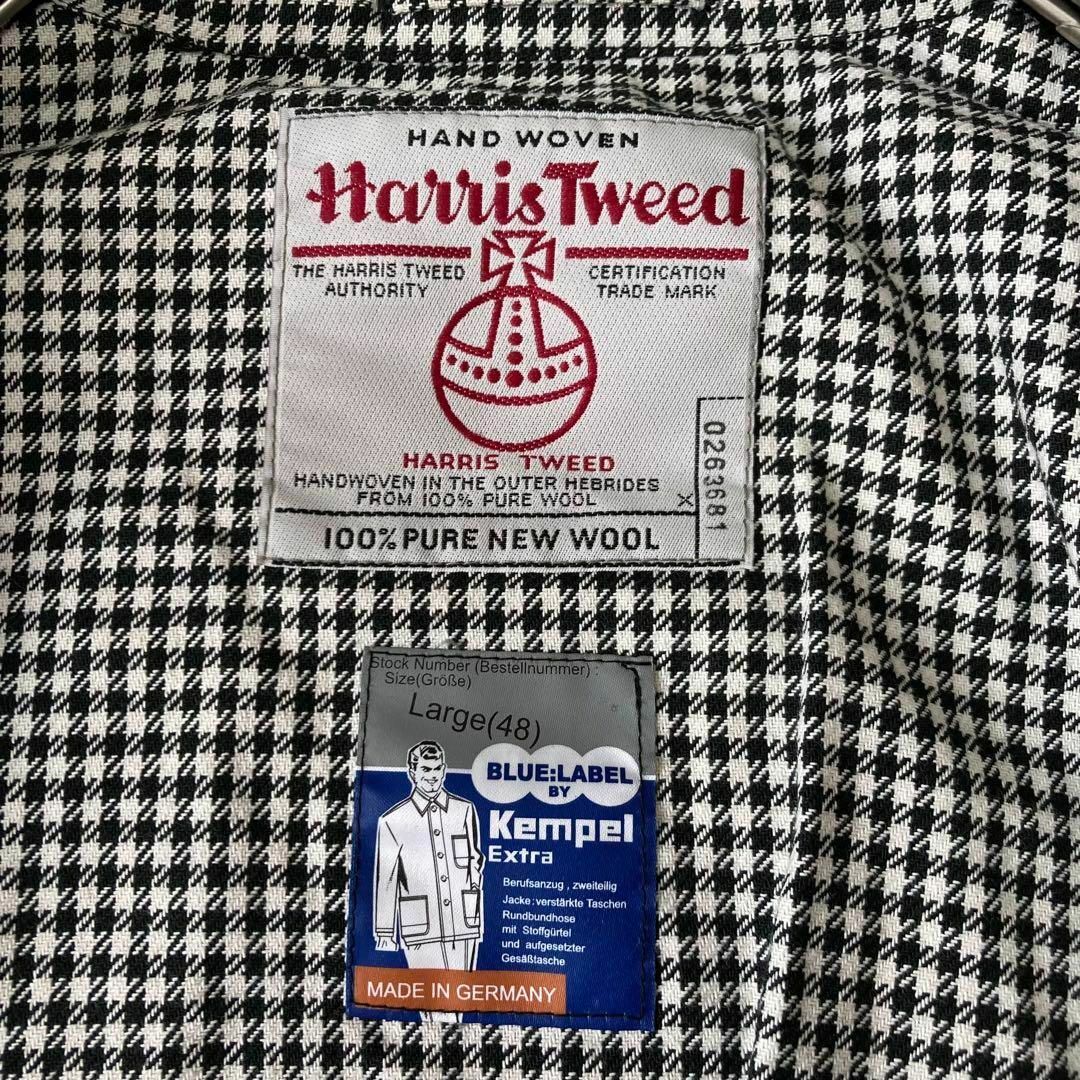 HAND WOVEN
Harris Tweed
THE HARRIS TWEED AUTHORITY
CERTIFICATION TRADE MARK
HARRIS TWEED
HANDWOVEN IN THE OUTER HEBRIDES
FROM 100% PURE WOOL
X
0263681
100% PURE NEW WOOL
Stock Number (Bestellnummer) :
Size(Größe)
Large(48)
BLUE:LABEL
BY
Kempel
Extra
Berufsanzug , zweiteilig
Jacke:verstärkte Taschen
Rundbundhose
mit Stoffgürtel
und aufgesetzter
Gesäßtasche
MADE IN GERMANY